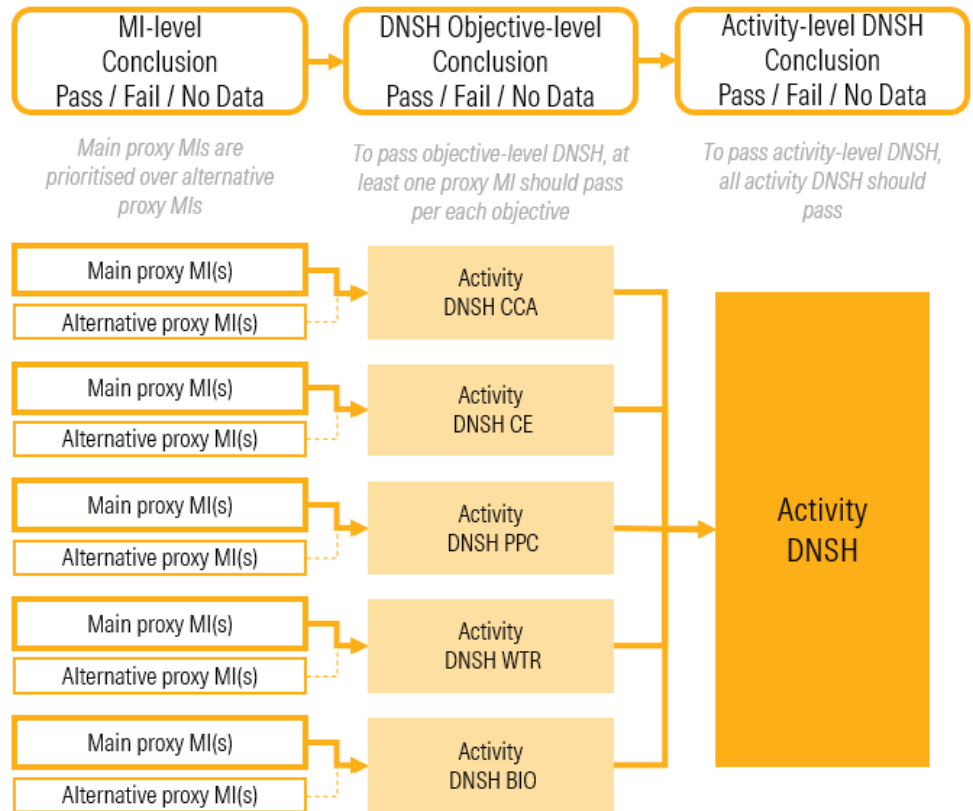 MI-level
Conclusion
Pass / Fail / No Data
DNSH Objective-level
Conclusion
Pass / Fail / No Data
Activity-level DNSH
Conclusion
Pass / Fail / No Data
Main proxy MIs are
prioritised over alternative
proxy MIs
To pass objective-level DNSH, at
least one proxy MI should pass
per each objective
To pass activity-level DNSH,
all activity DNSH should
pass
Main proxy MI(s)
Alternative proxy MI(s)
Activity
DNSH CCA
Main proxy MI(s)
Alternative proxy MI(s)
Activity
DNSH CE
Main proxy MI(s)
Alternative proxy MI(s)
Activity
DNSH PPC
Main proxy MI(s)
Alternative proxy MI(s)
Activity
DNSH WTR
Main proxy MI(s)
Alternative proxy MI(s)
Activity
DNSH BIO
Activity
DNSH